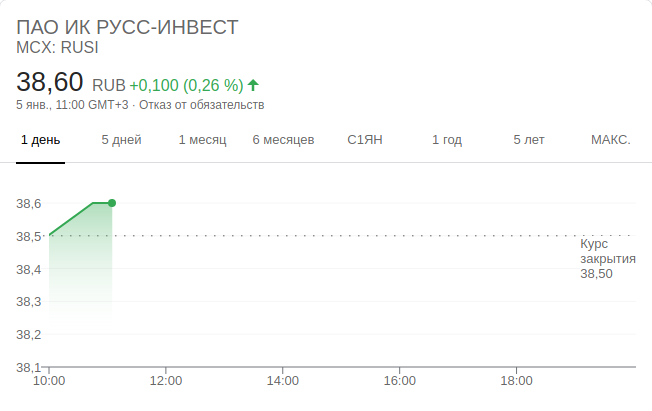 ПАО ИК РУСС-ИНВЕСТ
MCX: RUSI
38,60 RUB +0,100 (0,26 %)
5 янв., 11:00 GMT+3 · Отказ от обязательств
1 день 5 дней 1 месяц 6 месяцев С1ЯН 1 год 5 лет МАКС.
38,6
38,5
Курс
закрытия
38,50
38,4
38,3
38,2
38,1
10:00 12:00 14:00 16:00 18:00